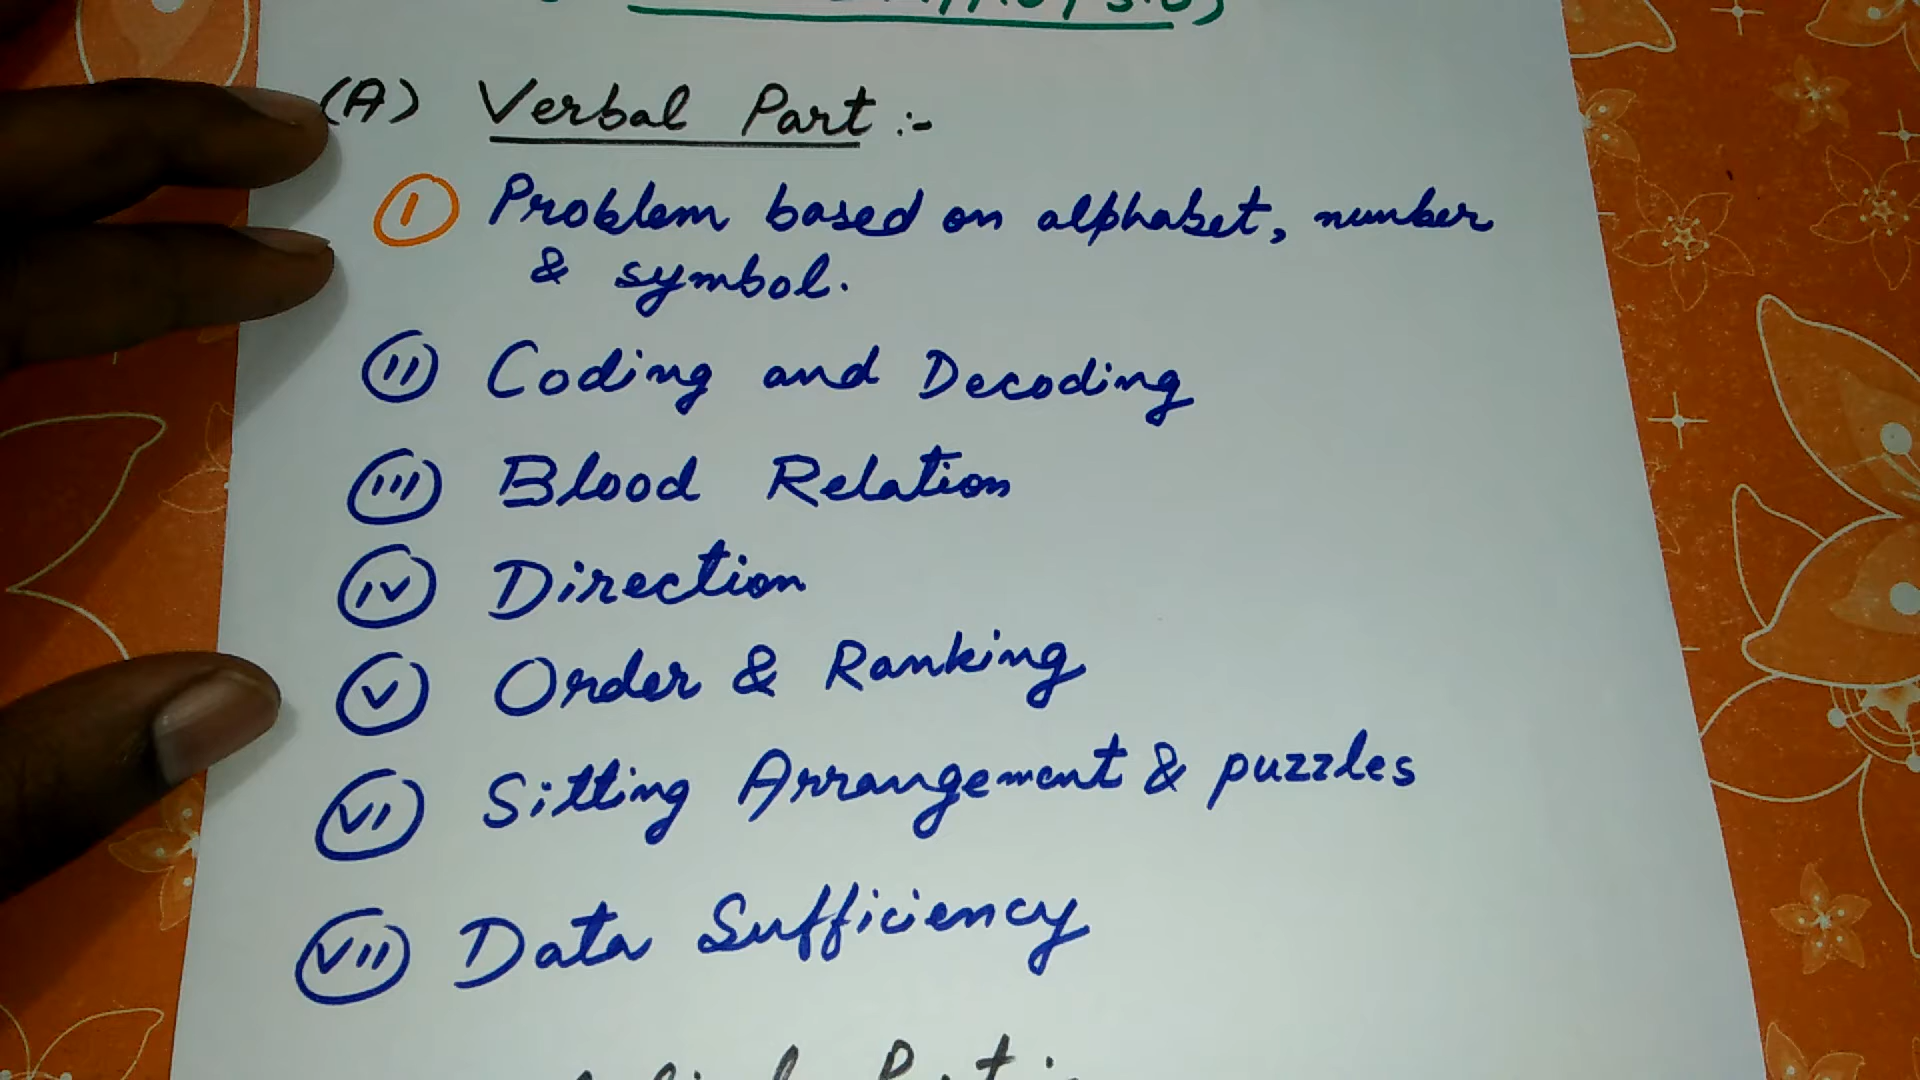 (A) Verbal Part :-
I Problem based on alphabet, number
& symbol.
II Coding and Decoding
III Blood Relation
IV Direction
V Order & Ranking
VI Sitting Arrangement & puzzles
VII Data Sufficiency